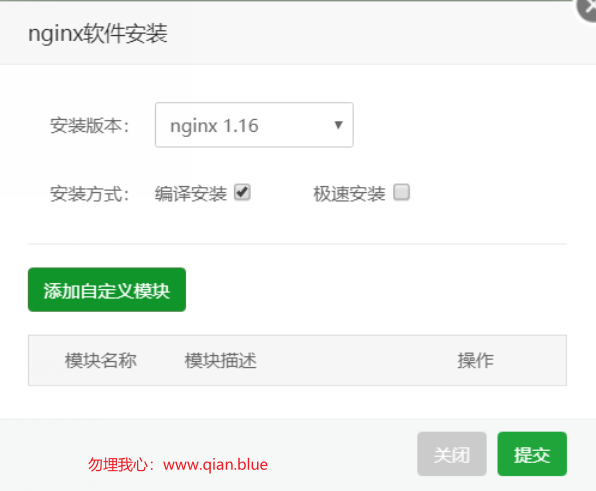 nginx软件安装
安装版本： nginx 1.16
安装方式： 编译安装 极速安装
添加自定义模块
模块名称 模块描述 操作
关闭 提交
勿埋我心：www.qian.blue